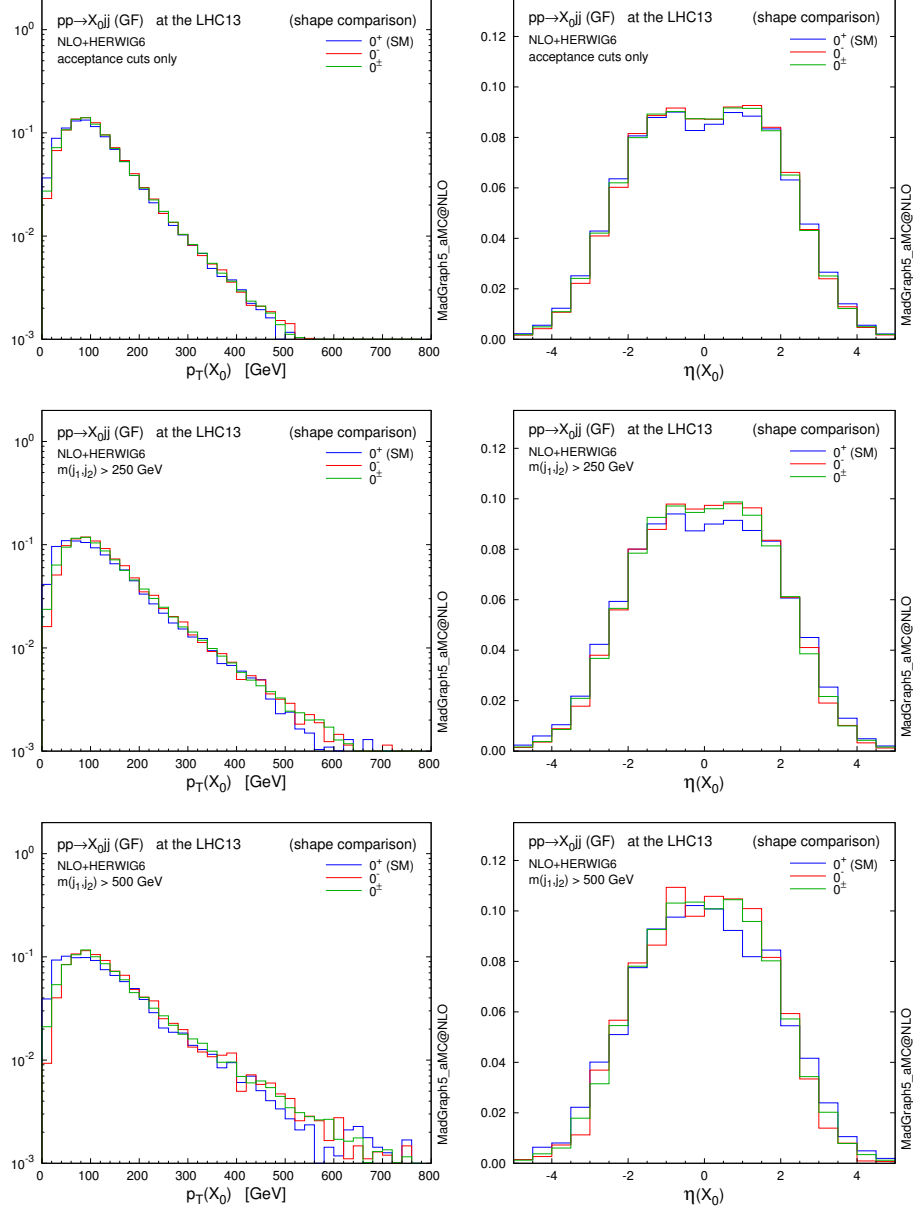 pp→X₀jj (GF) at the LHC13 (shape comparison)
NLO+HERWIG6
acceptance cuts only
0⁺ (SM)
0⁻
0±
10⁰
10⁻¹
10⁻²
10⁻³
0 100 200 300 400 500 600 700 800
p_T(X₀) [GeV]
MadGraph5_aMC@NLO
pp→X₀jj (GF) at the LHC13 (shape comparison)
NLO+HERWIG6
acceptance cuts only
0⁺ (SM)
0⁻
0±
0.12
0.10
0.08
0.06
0.04
0.02
0.00
-4 -2 0 2 4
η(X₀)
MadGraph5_aMC@NLO
pp→X₀jj (GF) at the LHC13 (shape comparison)
NLO+HERWIG6
m(j₁,j₂) > 250 GeV
0⁺ (SM)
0⁻
0±
10⁰
10⁻¹
10⁻²
10⁻³
0 100 200 300 400 500 600 700 800
p_T(X₀) [GeV]
MadGraph5_aMC@NLO
pp→X₀jj (GF) at the LHC13 (shape comparison)
NLO+HERWIG6
m(j₁,j₂) > 250 GeV
0⁺ (SM)
0⁻
0±
0.12
0.10
0.08
0.06
0.04
0.02
0.00
-4 -2 0 2 4
η(X₀)
MadGraph5_aMC@NLO
pp→X₀jj (GF) at the LHC13 (shape comparison)
NLO+HERWIG6
m(j₁,j₂) > 500 GeV
0⁺ (SM)
0⁻
0±
10⁰
10⁻¹
10⁻²
10⁻³
0 100 200 300 400 500 600 700 800
p_T(X₀) [GeV]
MadGraph5_aMC@NLO
pp→X₀jj (GF) at the LHC13 (shape comparison)
NLO+HERWIG6
m(j₁,j₂) > 500 GeV
0⁺ (SM)
0⁻
0±
0.12
0.10
0.08
0.06
0.04
0.02
0.00
-4 -2 0 2 4
η(X₀)
MadGraph5_aMC@NLO